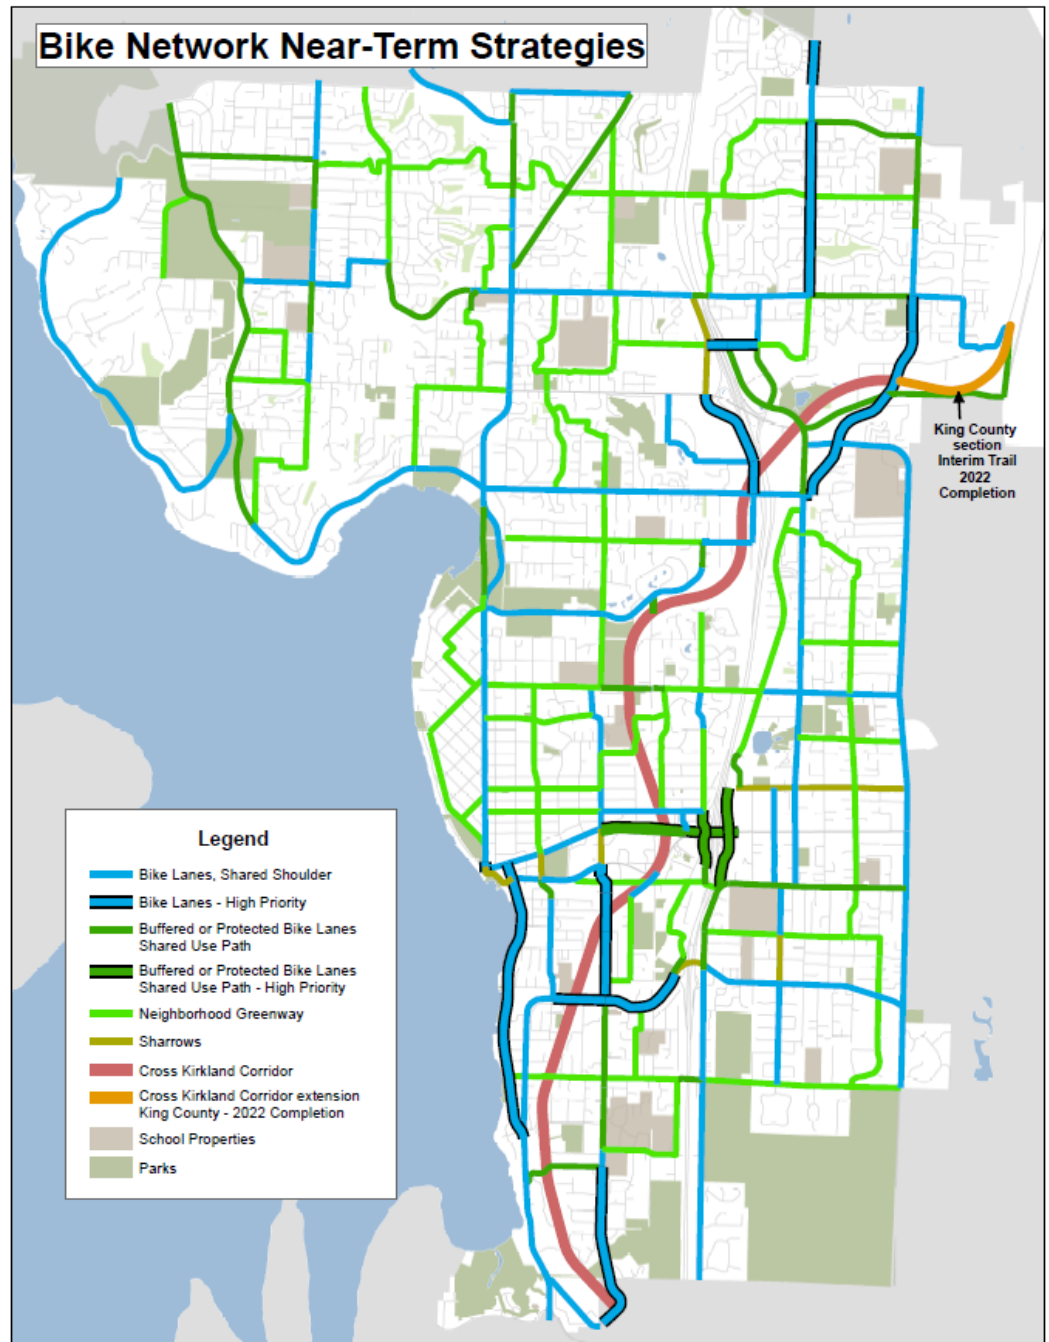 Bike Network Near-Term Strategies
King County
section
Interim Trail
2022
Completion
Legend
Bike Lanes, Shared Shoulder
Bike Lanes - High Priority
Buffered or Protected Bike Lanes
Shared Use Path
Buffered or Protected Bike Lanes
Shared Use Path - High Priority
Neighborhood Greenway
Sharrows
Cross Kirkland Corridor
Cross Kirkland Corridor extension
King County - 2022 Completion
School Properties
Parks